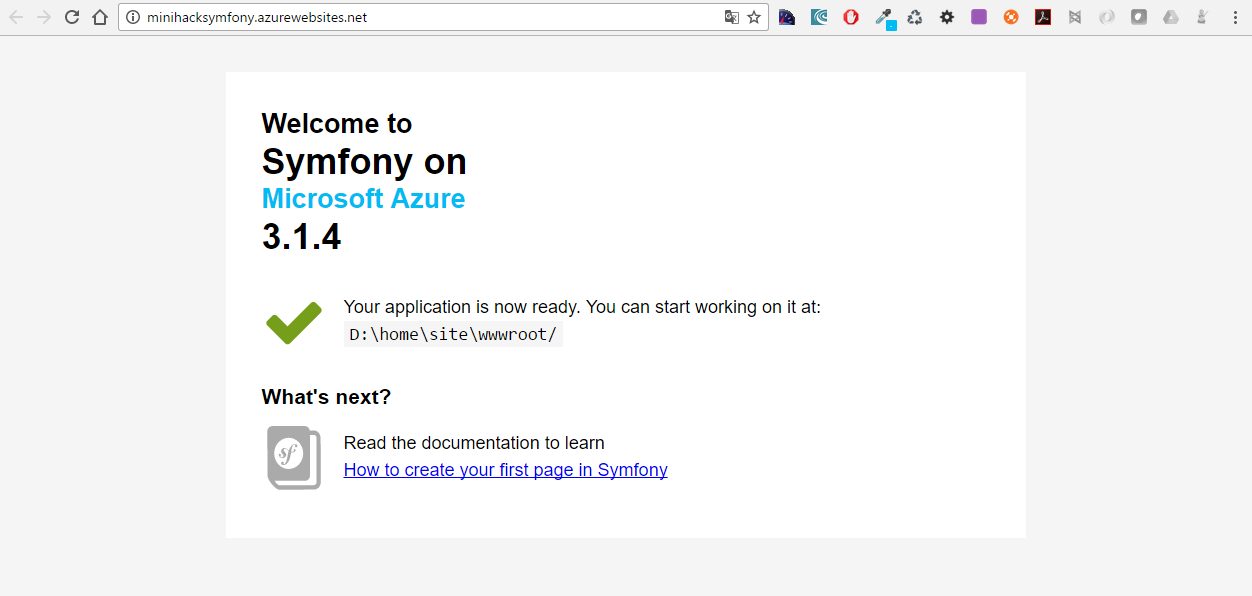 minihacksymfony.azurewebsites.net
Welcome to
Symfony on
Microsoft Azure
3.1.4
Your application is now ready. You can start working on it at:
D:\home\site\wwwroot/
What's next?
sf
Read the documentation to learn
How to create your first page in Symfony